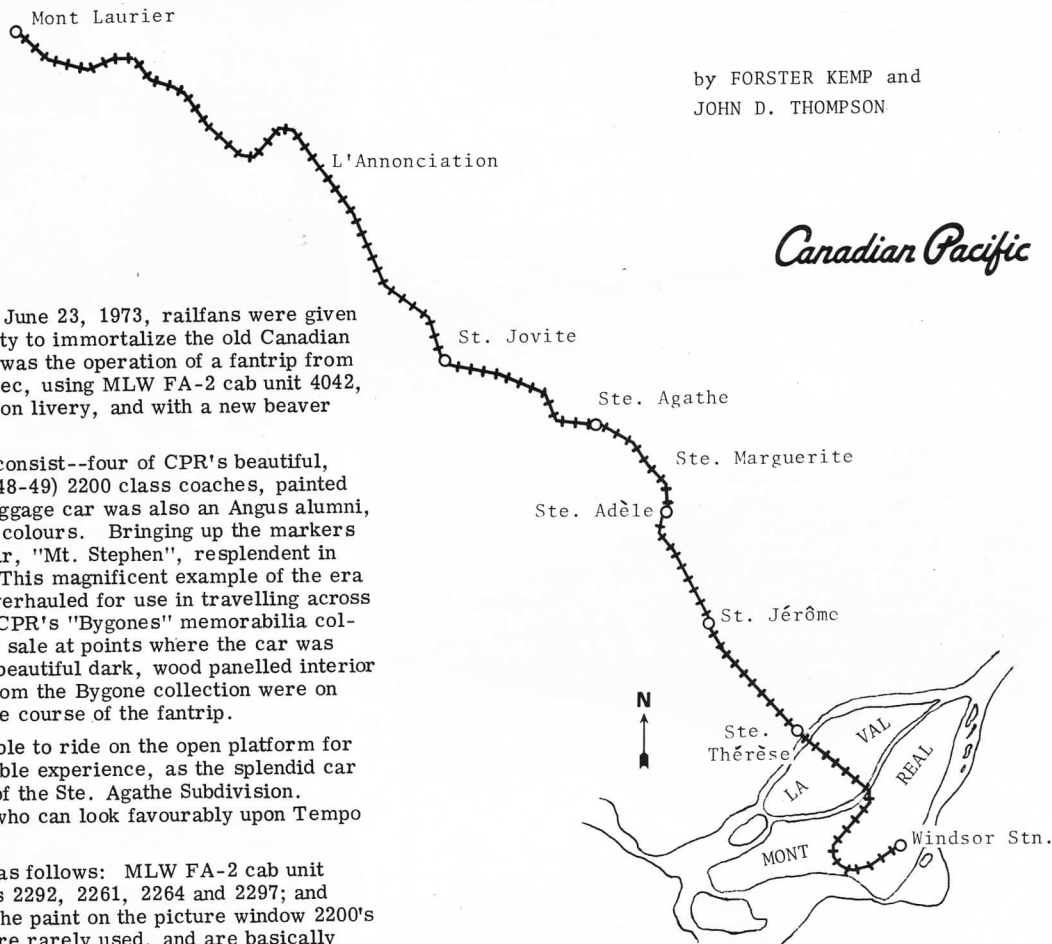 Mont Laurier
by FORSTER KEMP and
JOHN D. THOMPSON
L'Annonciation
Canadian Pacific
St. Jovite
Ste. Agathe
Ste. Marguerite
Ste. Adèle
St. Jérôme
N
Ste.
Thérèse
LA VAL
MONT REAL
Windsor Stn.
June 23, 1973, railfans were given
ty to immortalize the old Canadian
was the operation of a fantrip from
ec, using MLW FA-2 cab unit 4042,
on livery, and with a new beaver
consist--four of CPR's beautiful,
48-49) 2200 class coaches, painted
ggage car was also an Angus alumni,
colours. Bringing up the markers
r, "Mt. Stephen", resplendent in
This magnificent example of the era
erhauled for use in travelling across
CPR's "Bygones" memorabilia col-
sale at points where the car was
beautiful dark, wood panelled interior
om the Bygone collection were on
e course of the fantrip.
ble to ride on the open platform for
ble experience, as the splendid car
of the Ste. Agathe Subdivision.
who can look favourably upon Tempo
as follows: MLW FA-2 cab unit
s 2292, 2261, 2264 and 2297; and
he paint on the picture window 2200's
re rarely used, and are basically